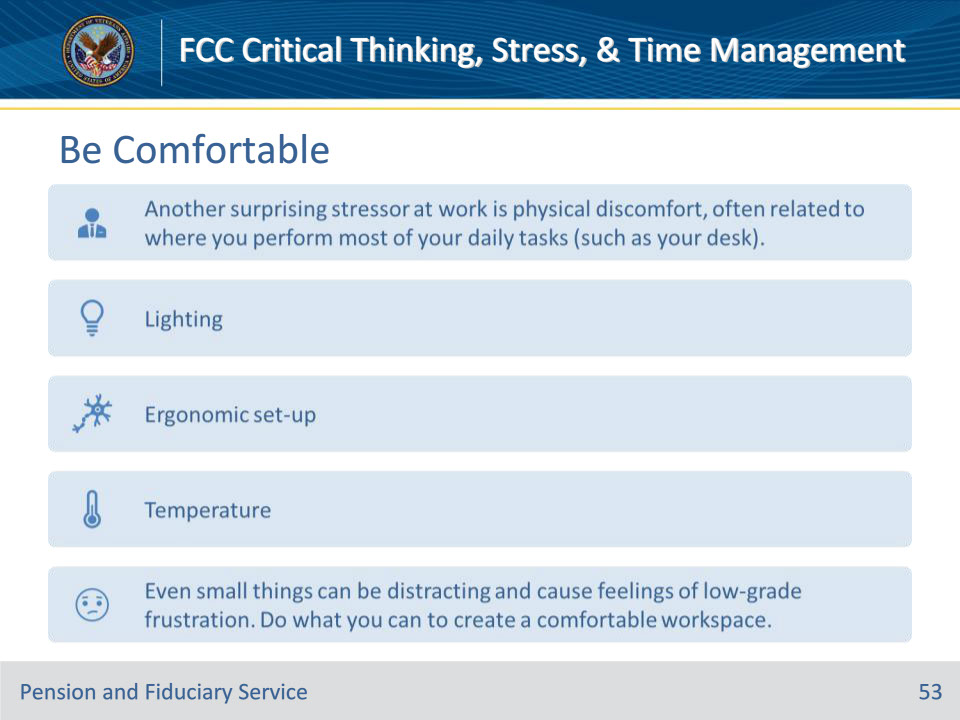 FCC Critical Thinking, Stress, & Time Management
Be Comfortable
Another surprising stressor at work is physical discomfort, often related to
where you perform most of your daily tasks (such as your desk).
Lighting
Ergonomic set-up
Temperature
Even small things can be distracting and cause feelings of low-grade
frustration. Do what you can to create a comfortable workspace.
Pension and Fiduciary Service
53